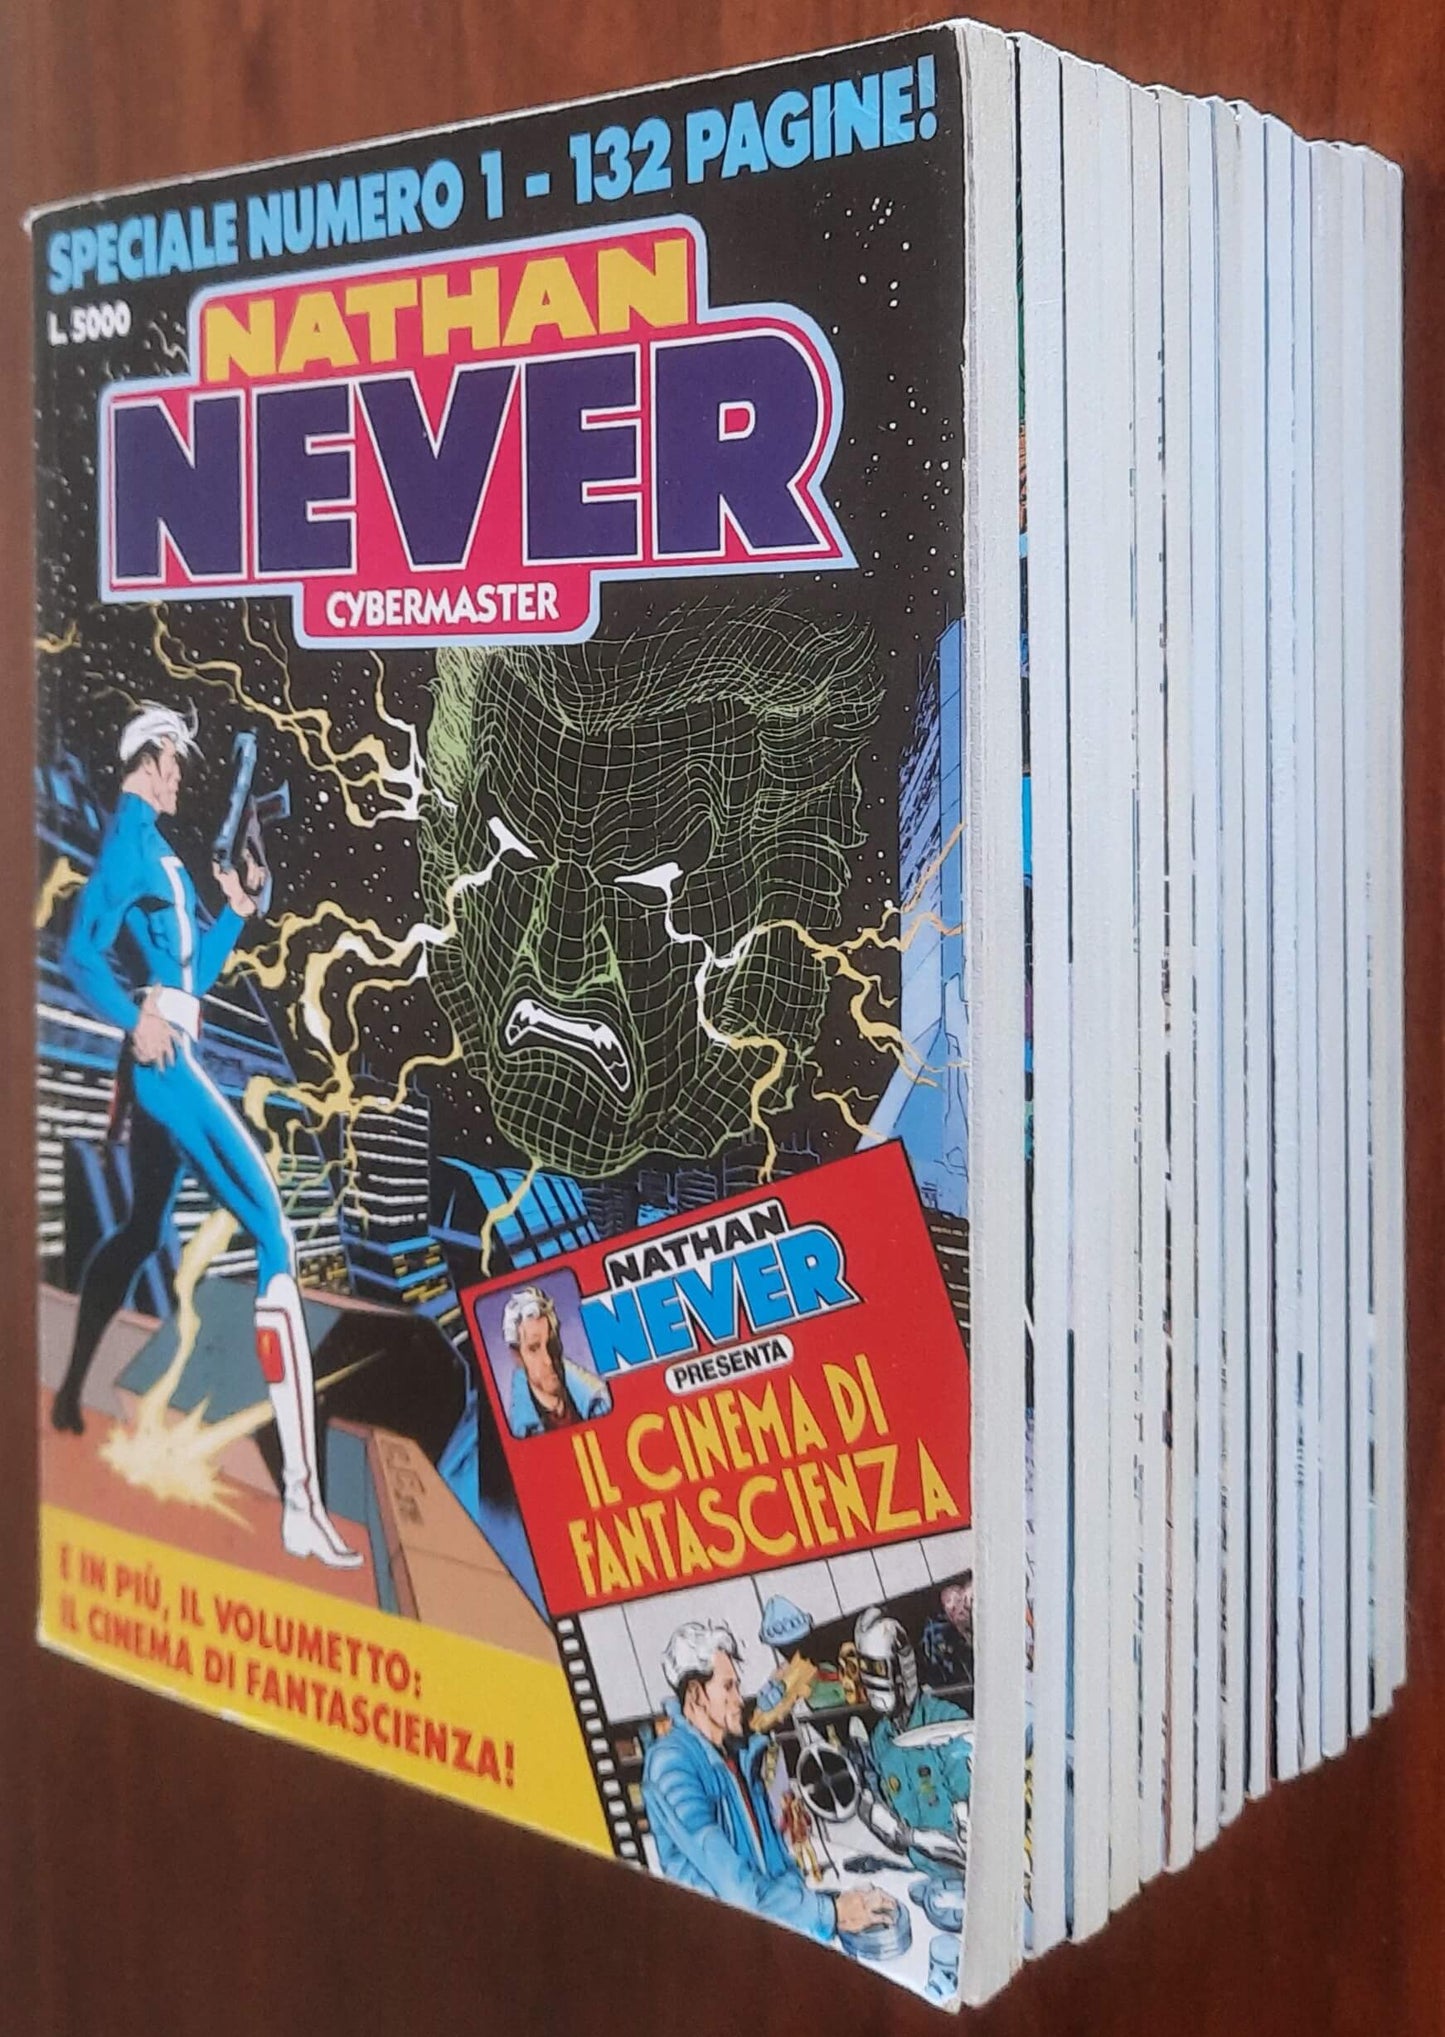 SPECIALE NUMERO 1 - 132 PAGINE!
L. 5000
NATHAN
NEVER
CYBERMASTER
NATHAN
NEVER
PRESENTA
IL CINEMA DI
FANTASCIENZA
E IN PIÙ, IL VOLUMETTO:
IL CINEMA DI FANTASCIENZA!